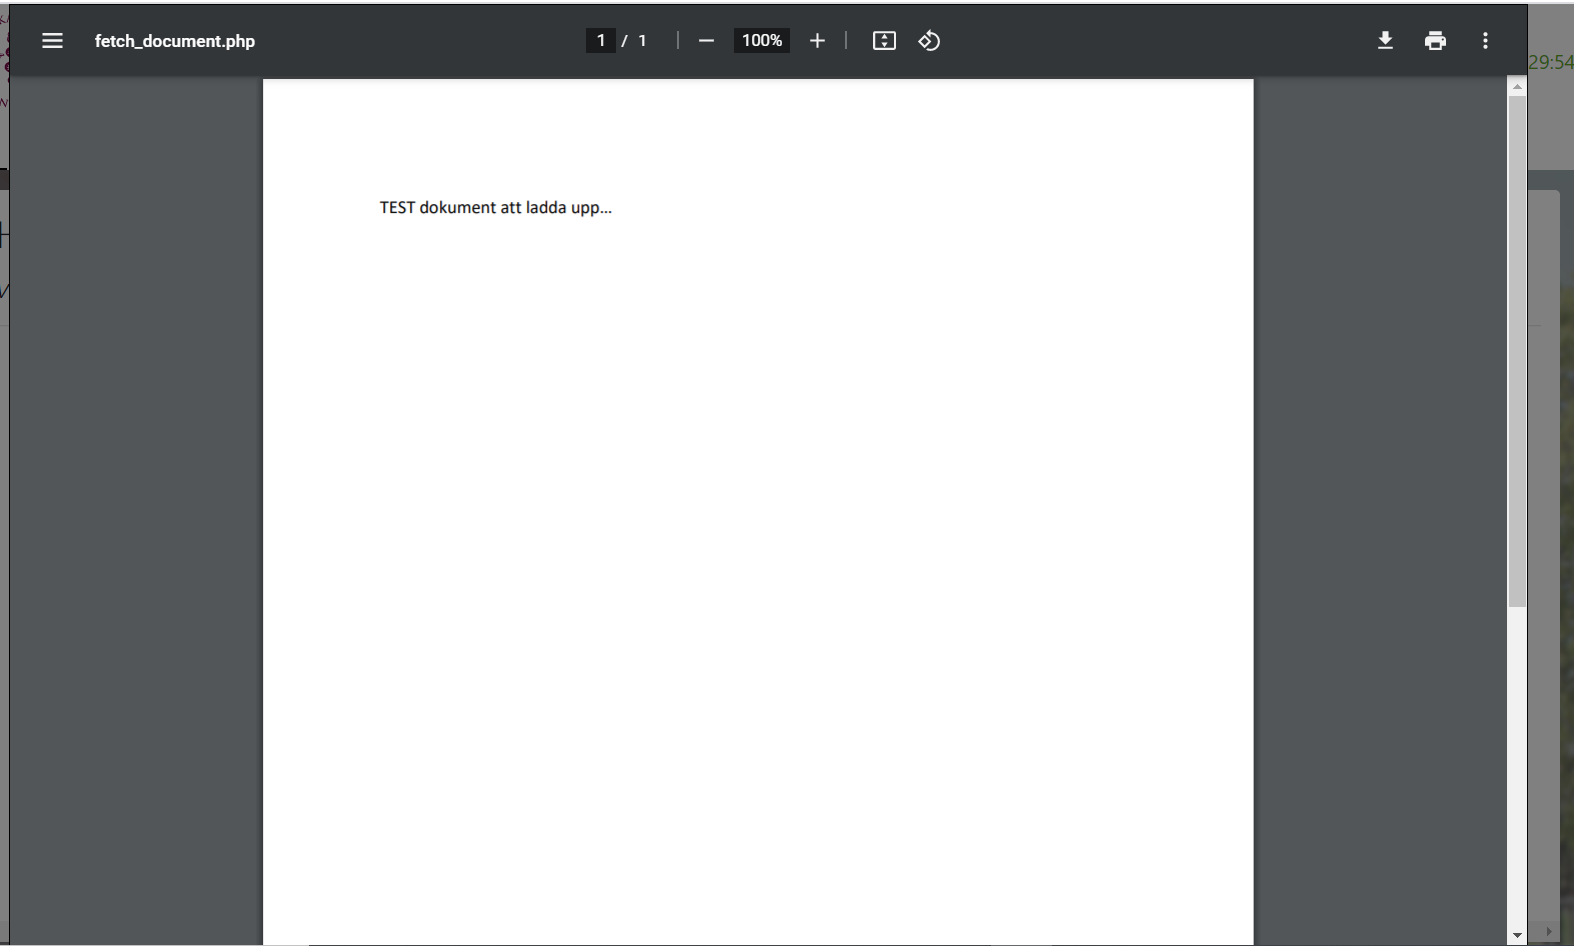 fetch_document.php
1 / 1
100%
29:54
TEST dokument att ladda upp...